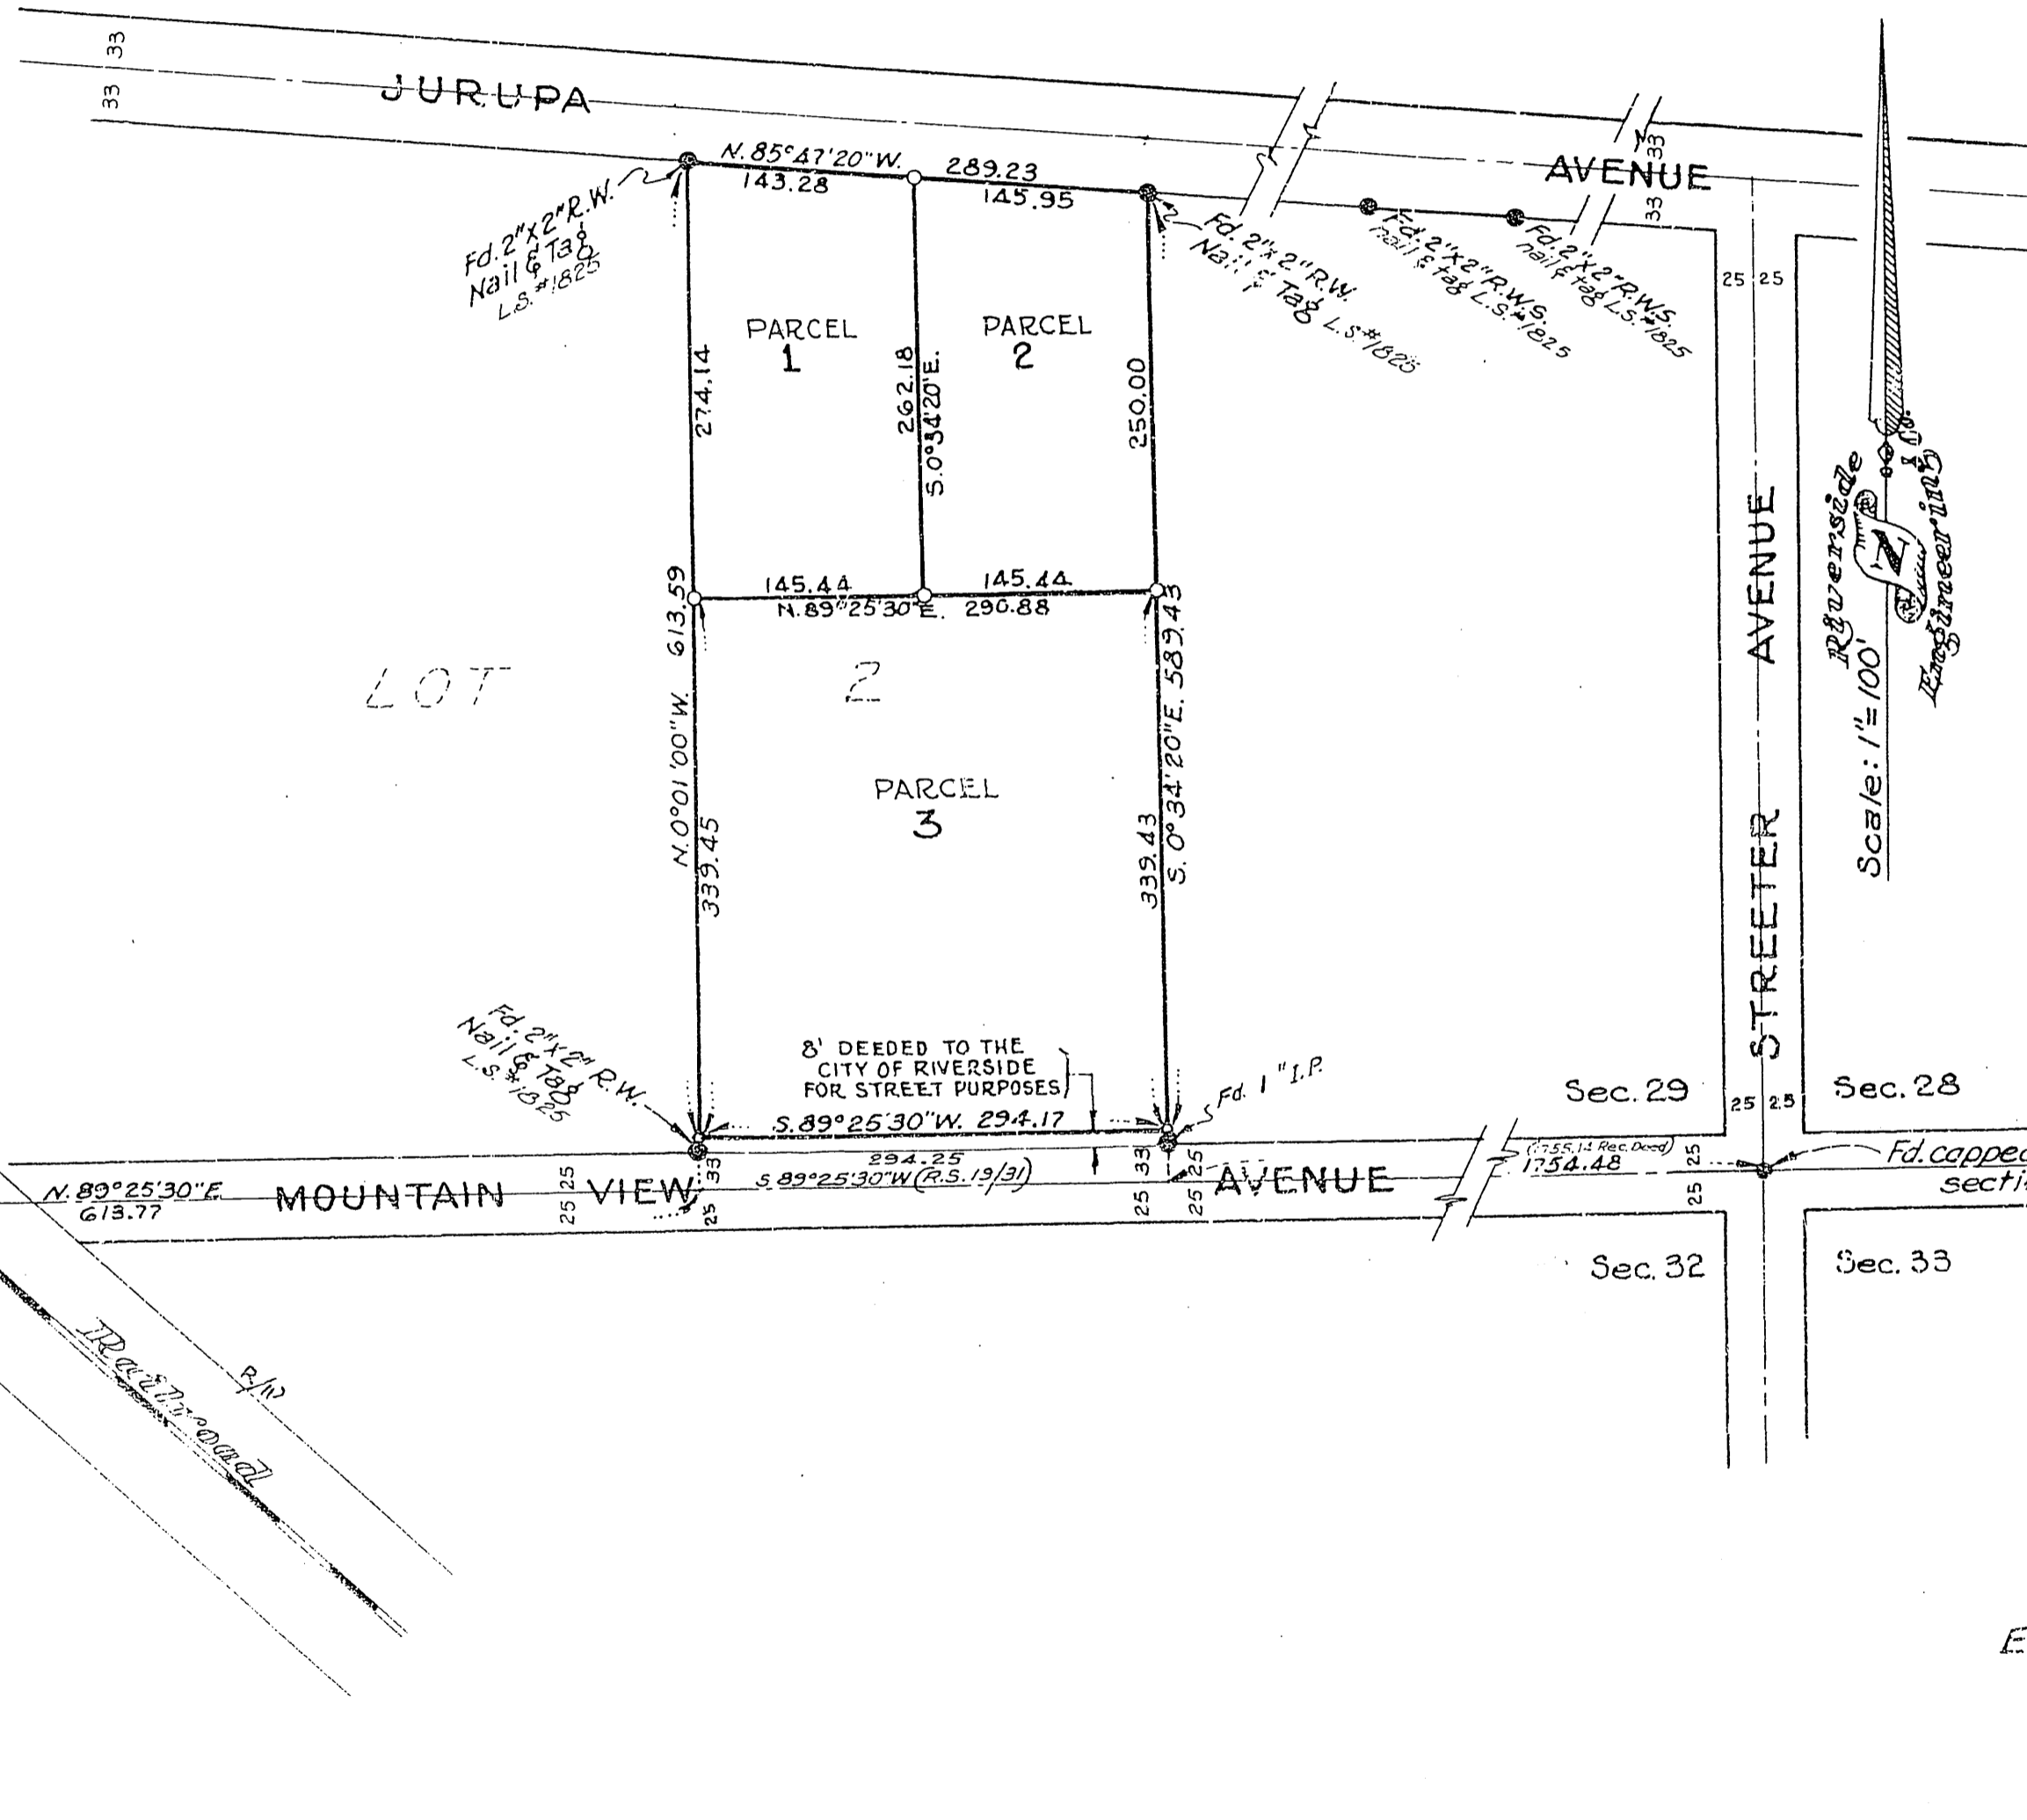 33
33
JURUPA
AVENUE
33
33
N. 85°47'20"W. 289.23
143.28
145.95
Fd. 2"x2" R.W.
Nail & Tag
L.S.#1825
Fd. 2"x2" R.W.
Nail & Tag L.S.#1825
Fd. 2"x2" R.W.S.
nail & tag L.S.#1825
Fd. 2"x2" R.W.S.
nail & tag L.S.#1825
25 25
PARCEL
1
PARCEL
2
274.14
262.18
S.0°34'20"E.
250.00
145.44
145.44
N.89°25'30"E. 290.88
N.0°01'00"W. 613.59
S. 0°34'20"E. 589.43
LOT 2
PARCEL
3
339.45
339.43
STREETER AVENUE
Riverside
Engineering Co.
N
Scale: 1"=100'
Fd. 2"x2" R.W.
Nail & Tag
L.S.#1825
8' DEEDED TO THE
CITY OF RIVERSIDE
FOR STREET PURPOSES
Fd. 1" I.P.
S.89°25'30"W. 294.17
294.25
S 89°25'30"W (R.S. 19/31)
Sec. 29
25 25
Sec. 28
Rec. Deed)
1754.48
25
25
Fd. capped
secti
N. 89°25'30"E.
613.77
MOUNTAIN VIEW AVENUE
25 25
33
25
25 33
25 25
Sec. 32
Sec. 33
Railroad
R/W
E